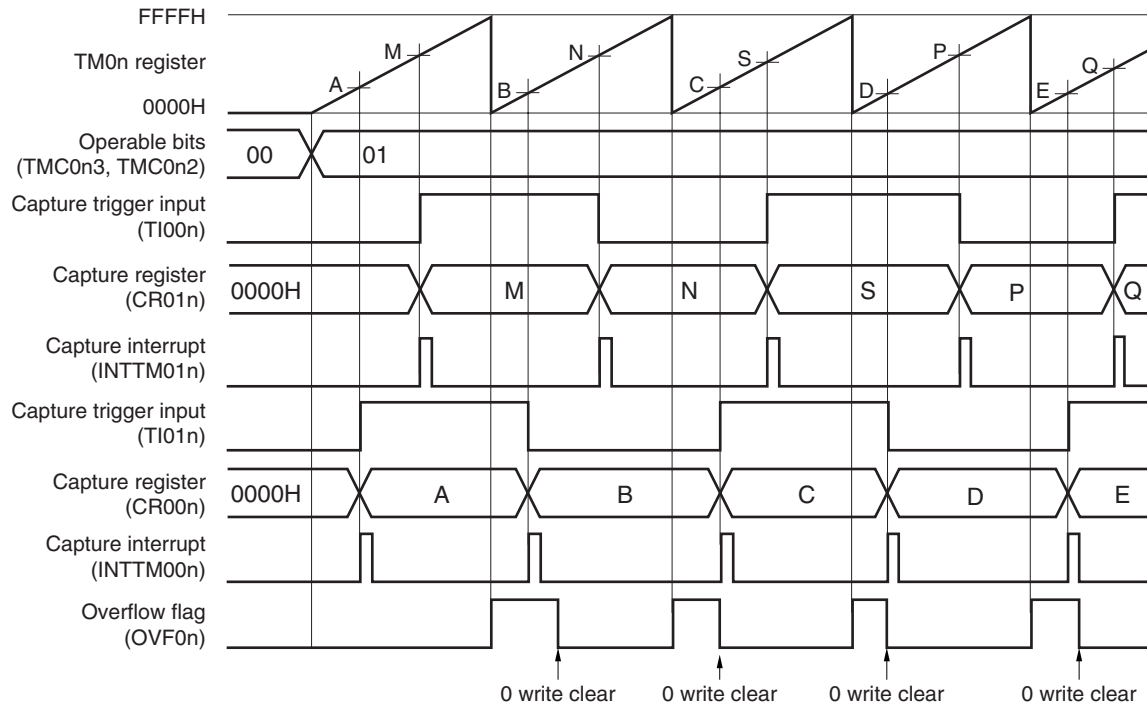 FFFFH
TM0n register
0000H
A M B N C S D P E Q
Operable bits
(TMC0n3, TMC0n2)
00 01
Capture trigger input
(TI00n)
Capture register
(CR01n)
0000H M N S P Q
Capture interrupt
(INTTM01n)
Capture trigger input
(TI01n)
Capture register
(CR00n)
0000H A B C D E
Capture interrupt
(INTTM00n)
Overflow flag
(OVF0n)
0 write clear 0 write clear 0 write clear 0 write clear